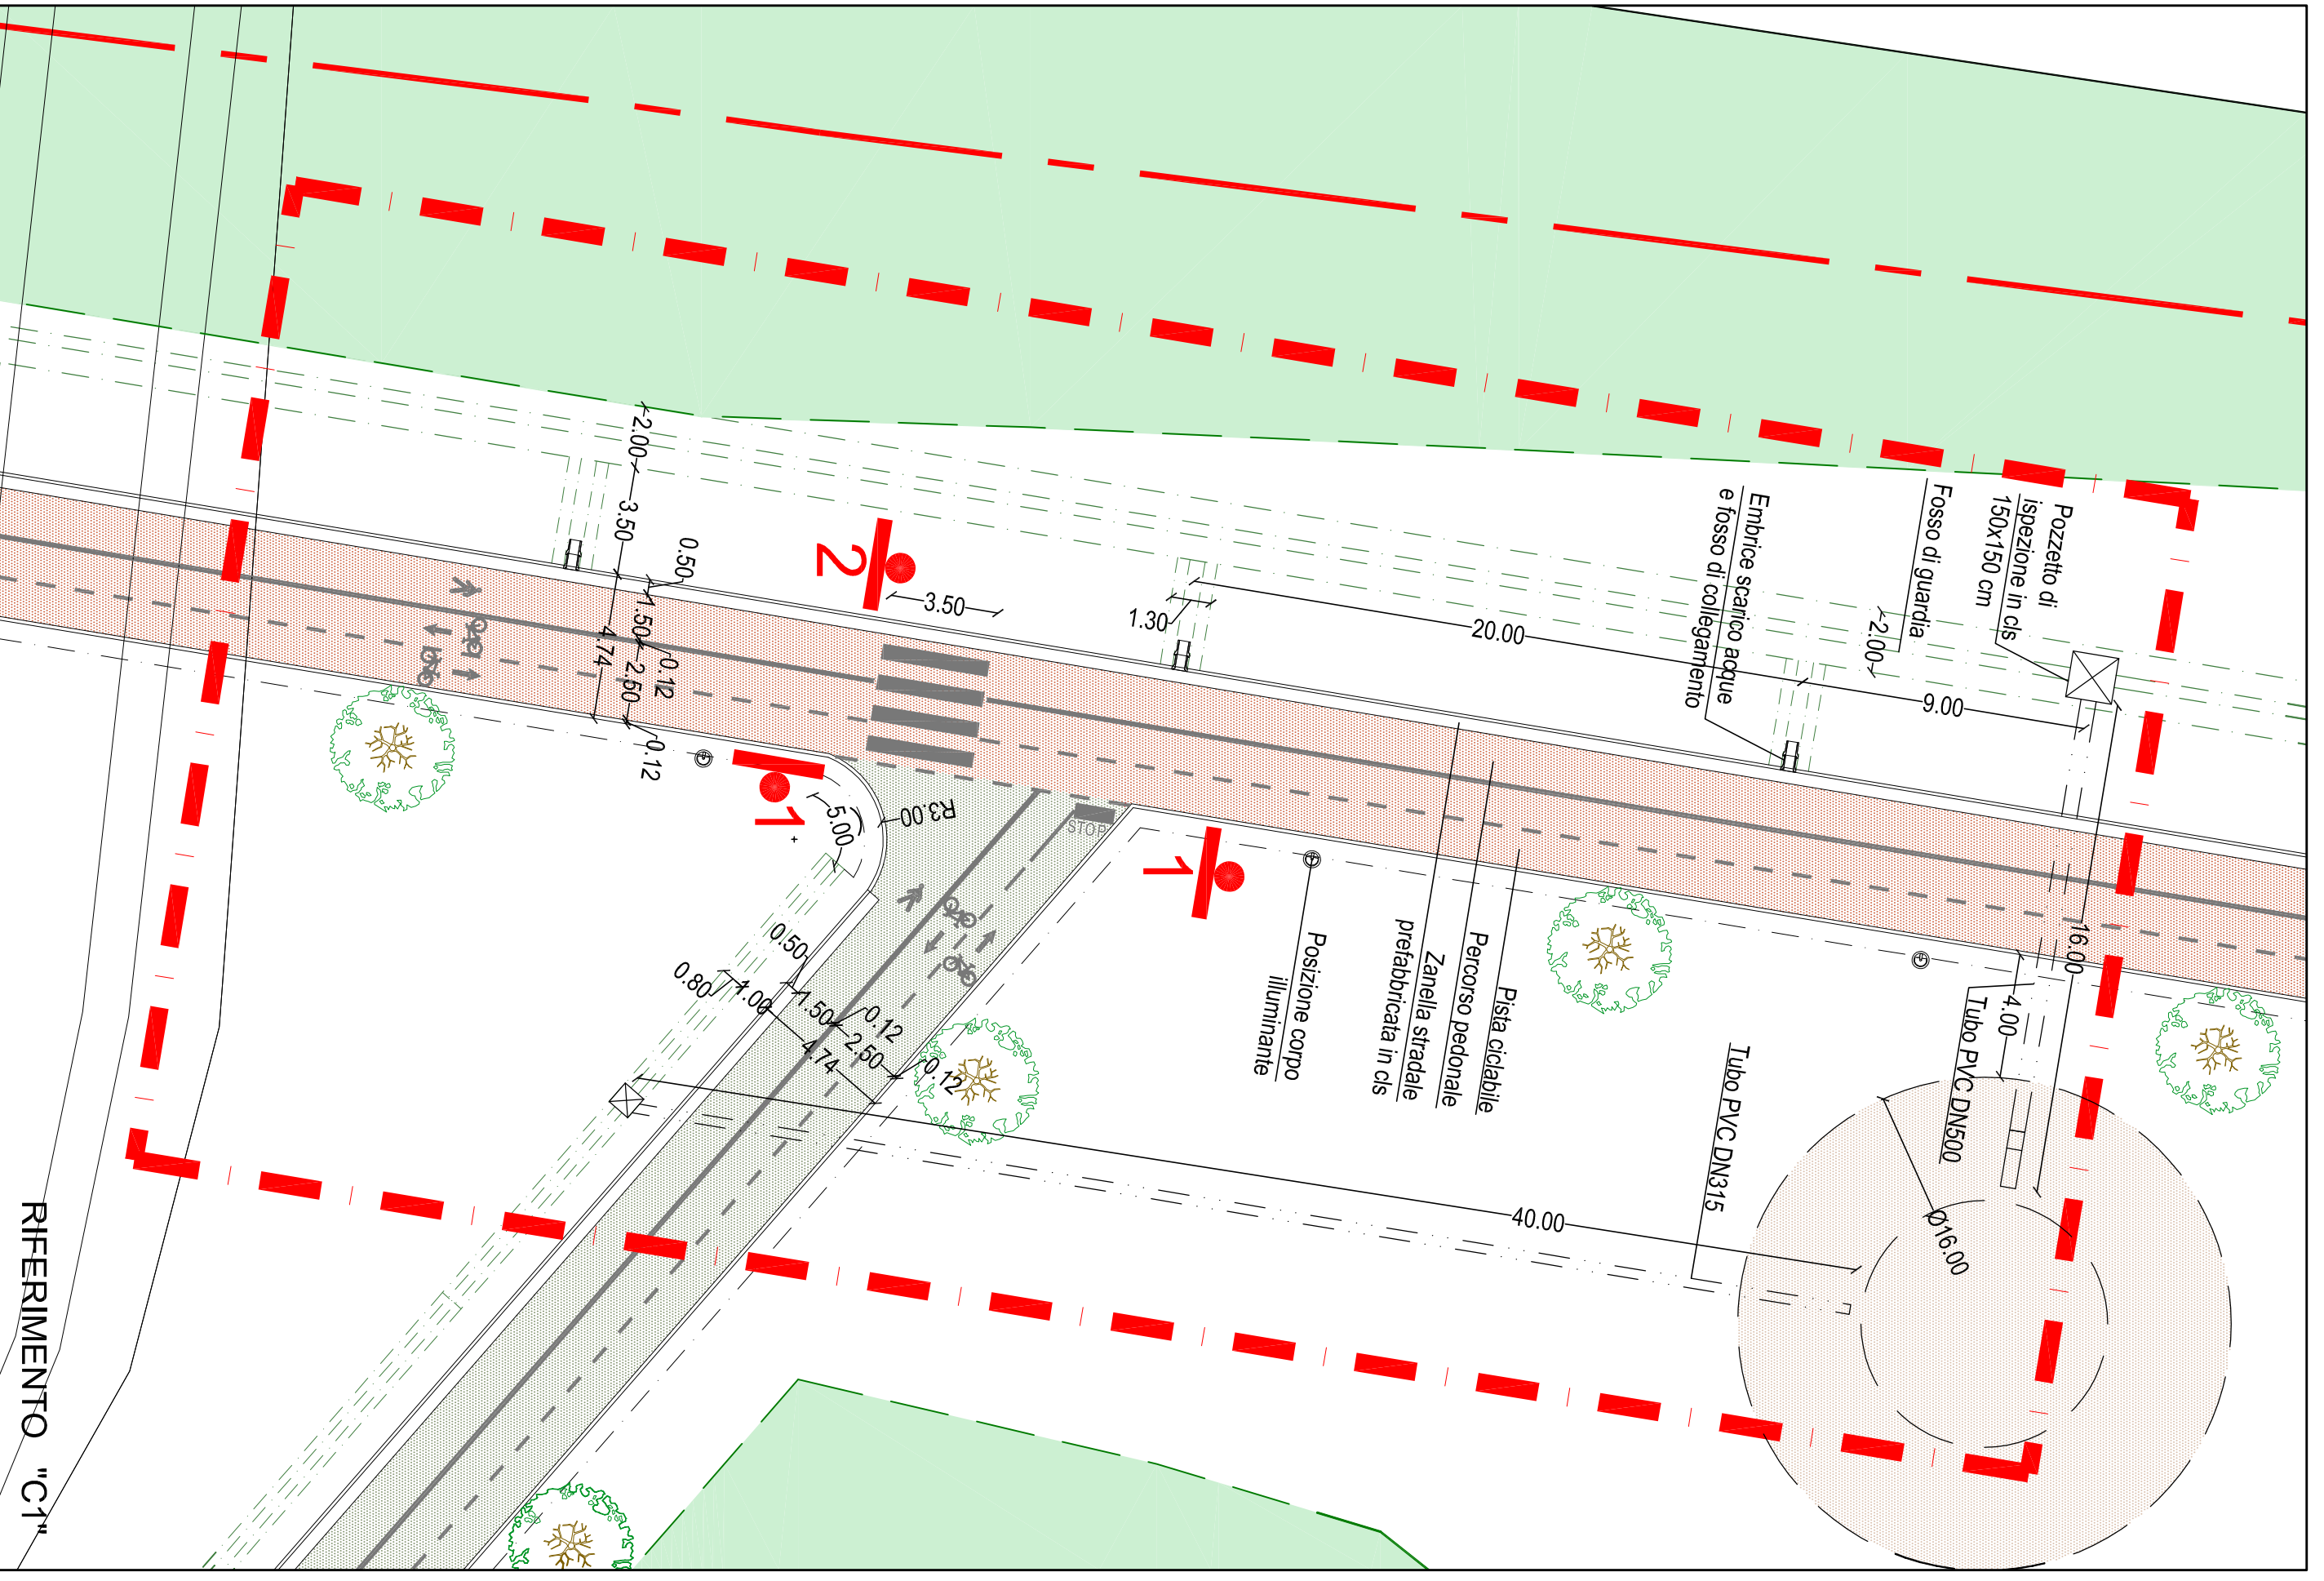 Pozzetto di
ispezione in cls
150x150 cm
Fosso di guardia
Embrice scarico acque
e fosso di collegamento
2.00
3.50
0.50
1.50
0.12
2.50
0.12
4.74
2
3.50
1.30
20.00
2.00
9.00
16.00
4.00
Tubo PVC DN500
Ø16.00
Tubo PVC DN315
40.00
Pista ciclabile
Percorso pedonale
Zanella stradale
prefabbricata in cls
Posizione corpo
illuminante
1
1
R3.00
5.00
STOP
0.50
0.80
1.00
1.50
0.12
2.50
0.12
4.74
RIFERIMENTO "C1"